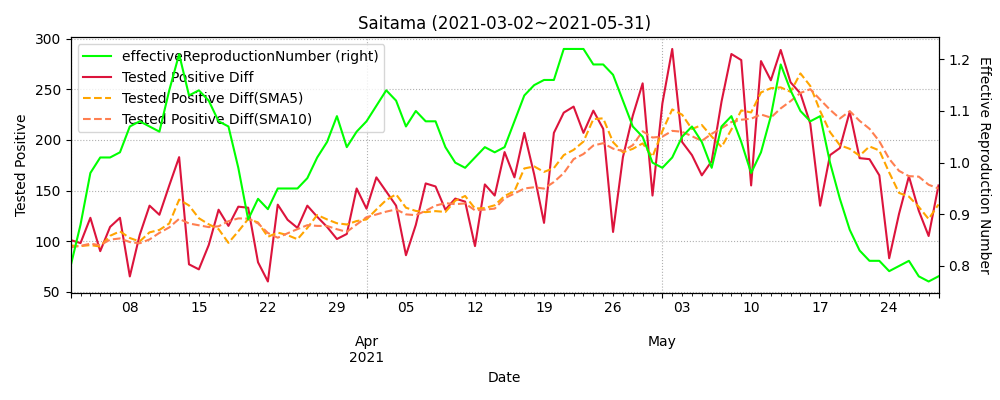 Saitama (2021-03-02~2021-05-31)
effectiveReproductionNumber (right)
Tested Positive Diff
Tested Positive Diff(SMA5)
Tested Positive Diff(SMA10)
Tested Positive
300
250
200
150
100
50
1.2
1.1
1.0
0.9
0.8
Effective Reproduction Number
08 15 22 29 05 12 19 26 03 10 17 24
Apr May
2021
Date